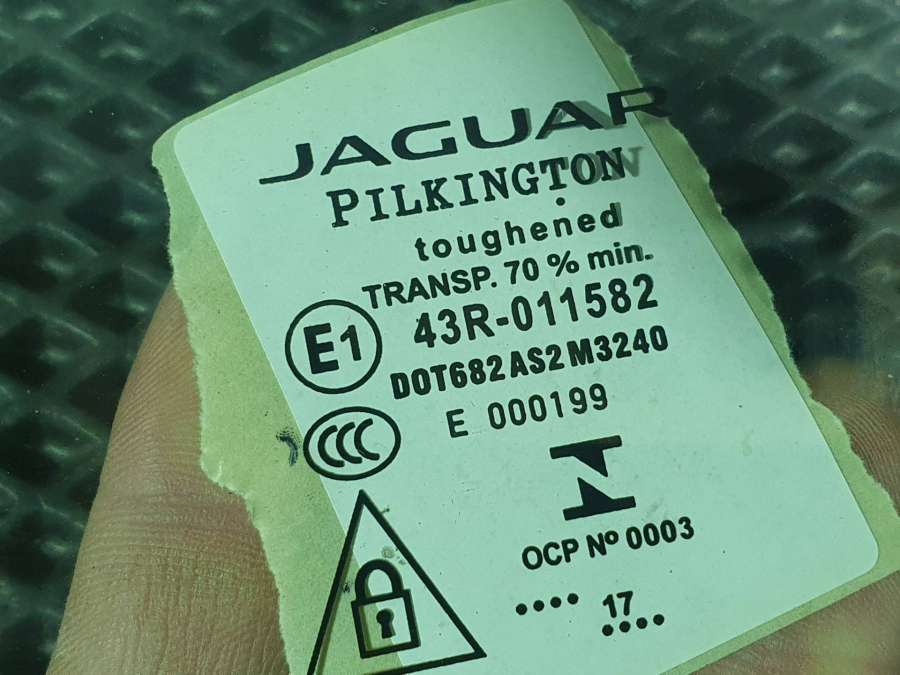 JAGUAR
PILKINGTON
toughened
TRANSP. 70 % min.
E1
43R-011582
DOT682 AS2 M3240
E 000199
CCC
OCP Nº 0003
•••• 17
••••